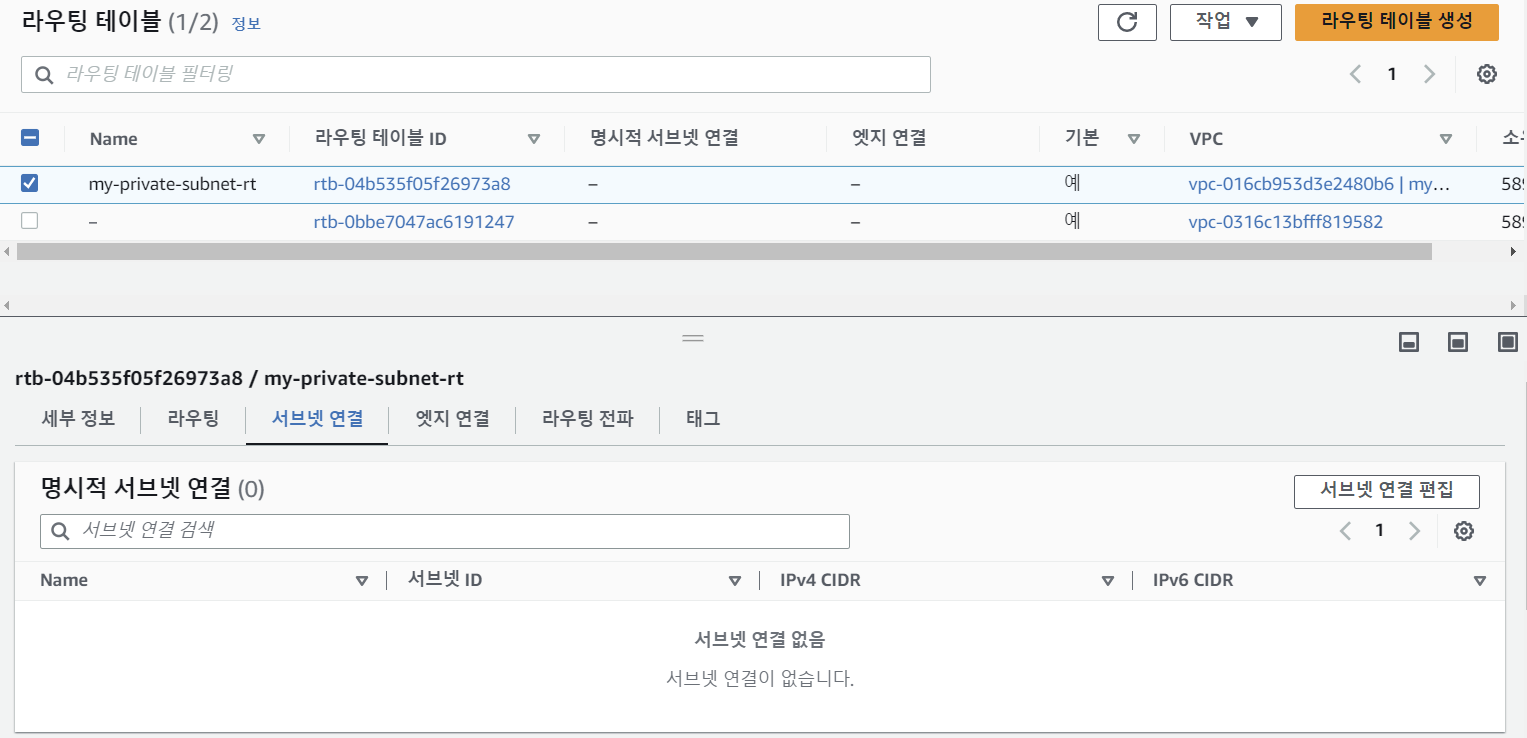 라우팅 테이블 (1/2) 정보 작업 ▼ 라우팅 테이블 생성
라우팅 테이블 필터링 1
Name 라우팅 테이블 ID 명시적 서브넷 연결 엣지 연결 기본 VPC
my-private-subnet-rt rtb-04b535f05f26973a8 – – 예 vpc-016cb953d3e2480b6 | my... 589
– rtb-0bbe7047ac6191247 – – 예 vpc-0316c13bfff819582 589
rtb-04b535f05f26973a8 / my-private-subnet-rt
세부 정보 라우팅 서브넷 연결 엣지 연결 라우팅 전파 태그
명시적 서브넷 연결 (0) 서브넷 연결 편집
서브넷 연결 검색 1
Name 서브넷 ID IPv4 CIDR IPv6 CIDR
서브넷 연결 없음
서브넷 연결이 없습니다.